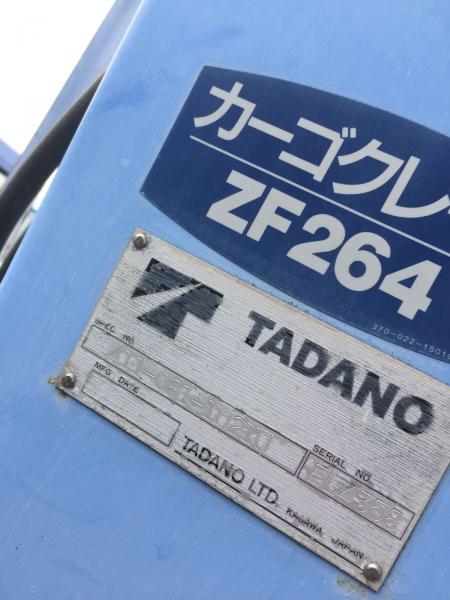 カーゴクレ
ZF264
370-022-1501
TADANO
SPEC NO.
SERIAL NO.
MFG DATE
TADANO LTD. KAGAWA, JAPAN